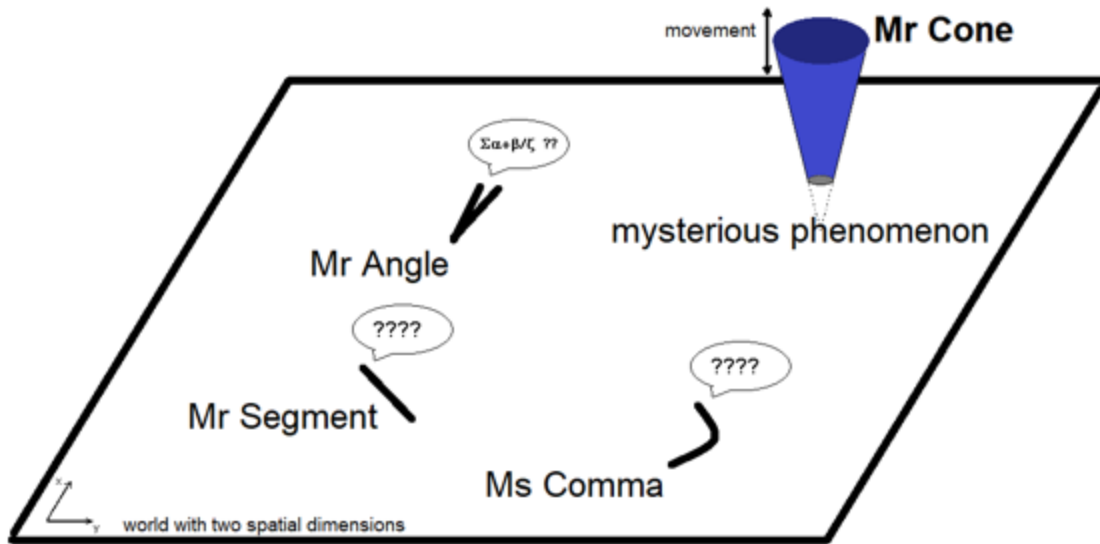 movement
Mr Cone
Σα+β/ζ ??
mysterious phenomenon
Mr Angle
????
????
Mr Segment
Ms Comma
X
Y
world with two spatial dimensions